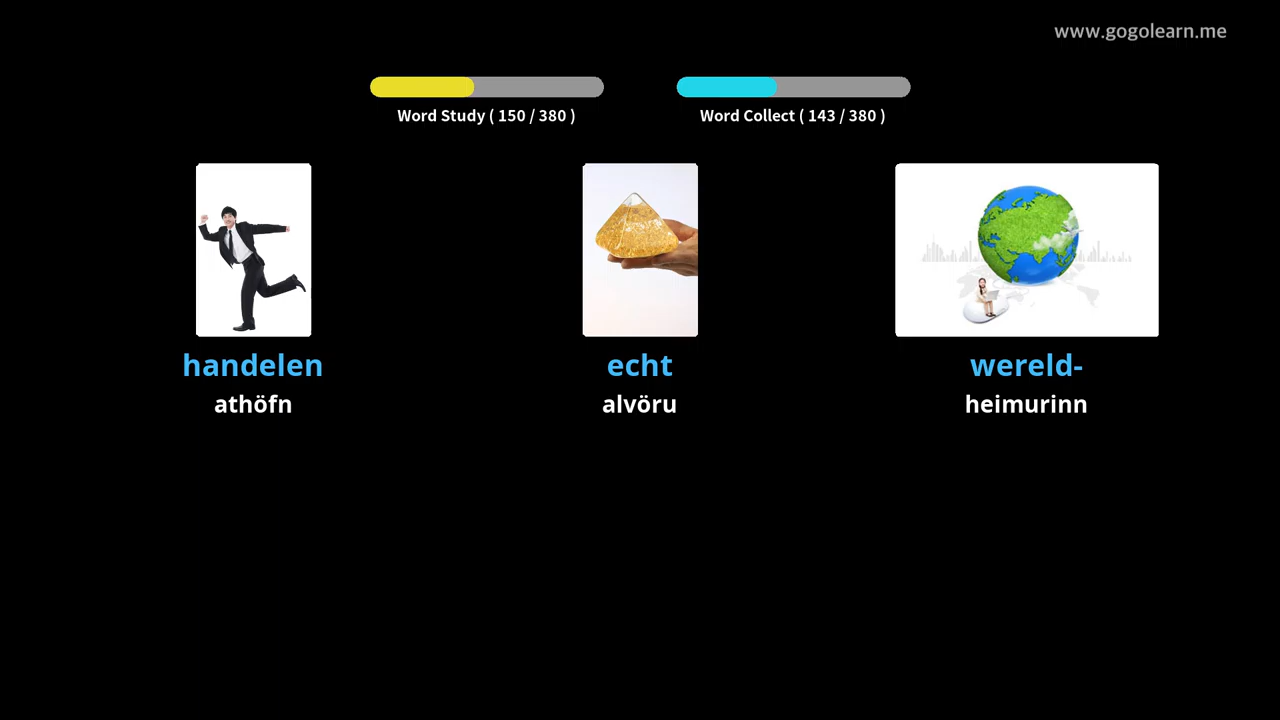 www.gogolearn.me
Word Study ( 150 / 380 )
Word Collect ( 143 / 380 )
handelen
athöfn
echt
alvöru
wereld-
heimurinn